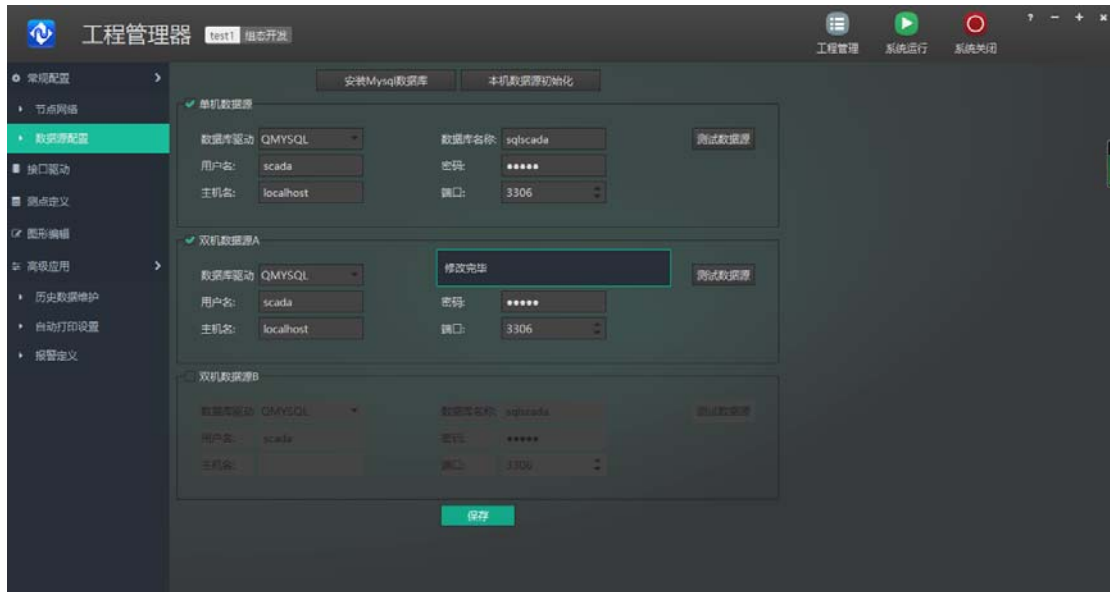 工程管理器 test1 组态开发
工程管理 系统运行 系统关闭
? - + ×
常规配置
节点网络
数据源配置
接口驱动
测点定义
图形编辑
高级应用
历史数据维护
自动打印设置
报警定义
安装Mysql数据库 本机数据源初始化
单机数据源
数据库驱动 QMYSQL 数据库名称: sqlscada 测试数据源
用户名: scada 密码: •••••
主机名: localhost 端口: 3306
双机数据源A
修改完毕
数据库驱动 QMYSQL 测试数据源
用户名: scada 密码: •••••
主机名: localhost 端口: 3306
双机数据源B
数据库驱动 QMYSQL 数据库名称: sqlscada 测试数据源
用户名: scada 密码: •••••
主机名: 端口: 3306
保存